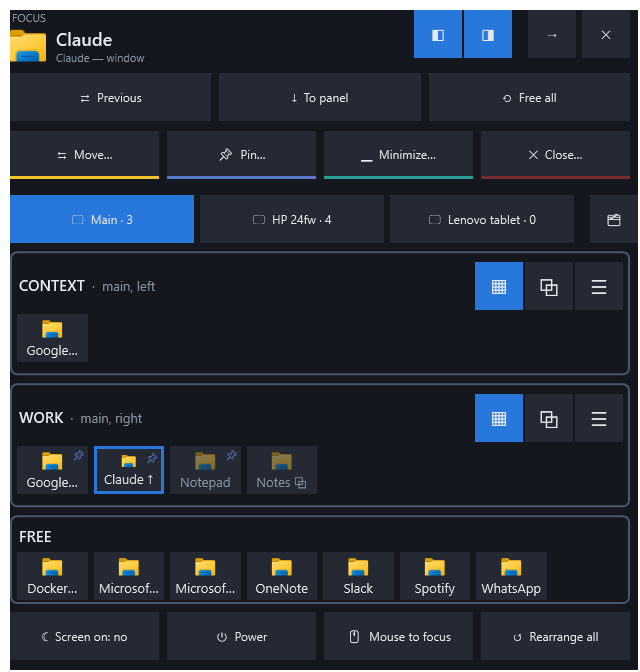 FOCUS
Claude
Claude — window
⇄ Previous
↓ To panel
⟲ Free all
⇆ Move...
Pin...
Minimize...
Close...
Main · 3
HP 24fw · 4
Lenovo tablet · 0
CONTEXT · main, left
Google...
WORK · main, right
Google...
Claude ↑
Notepad
Notes
FREE
Docker...
Microsof...
Microsof...
OneNote
Slack
Spotify
WhatsApp
☾ Screen on: no
Power
Mouse to focus
↺ Rearrange all